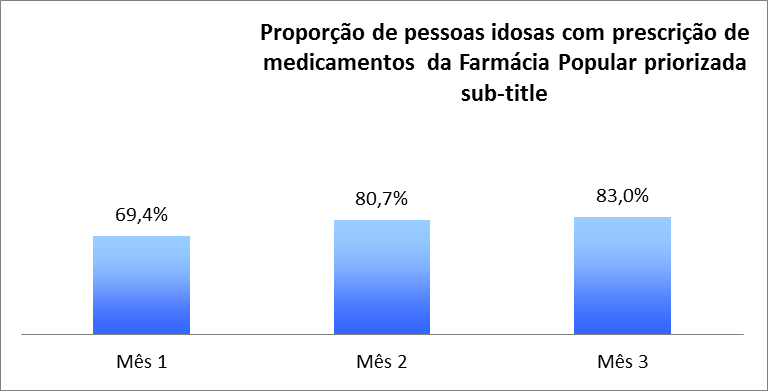 Proporção de pessoas idosas com prescrição de
medicamentos  da Farmácia Popular priorizada
sub-title
69,4%
80,7%
83,0%
Mês 1
Mês 2
Mês 3